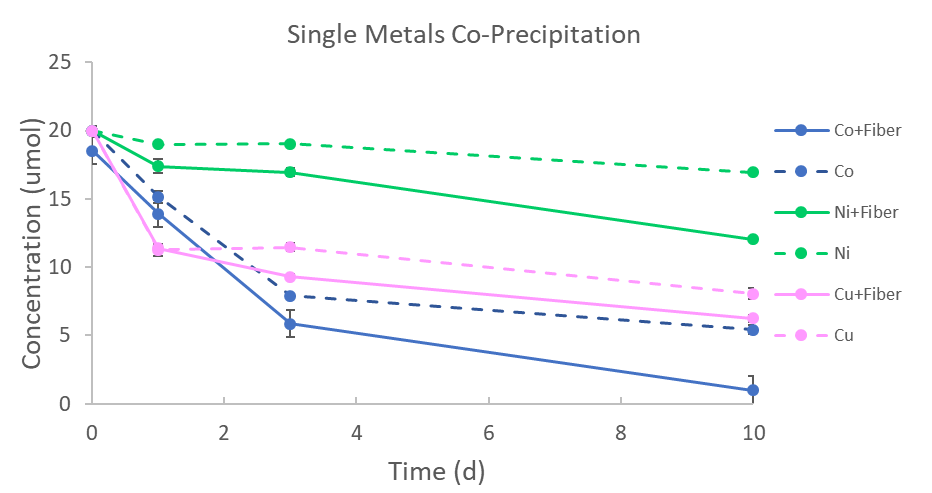 Single Metals Co-Precipitation
25
20
15
10
5
0
Concentration (umol)
0 2 4 6 8 10
Time (d)
Co+Fiber
Co
Ni+Fiber
Ni
Cu+Fiber
Cu